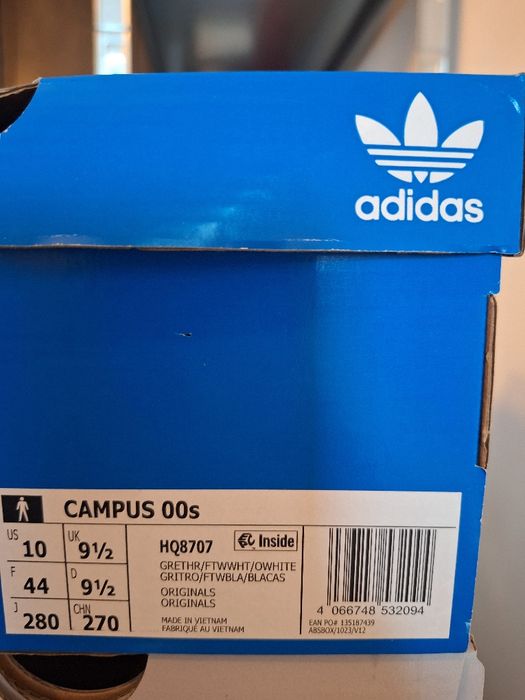 adidas
CAMPUS 00s
US 10 UK 9½
F 44 D 9½
J 280 CHN 270
HQ8707
Inside
GRETHR/FTWWHT/OWHITE
GRITRO/FTWBLA/BLACAS
ORIGINALS
ORIGINALS
MADE IN VIETNAM
FABRIQUÉ AU VIETNAM
4 066748 532094
EAN PO# 135187439
ABSBOX/1023/V12